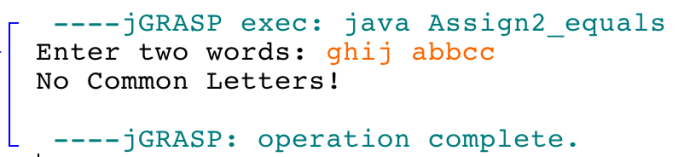 ----jGRASP exec: java Assign2_equals
Enter two words: ghij abbcc
No Common Letters!
----jGRASP: operation complete.